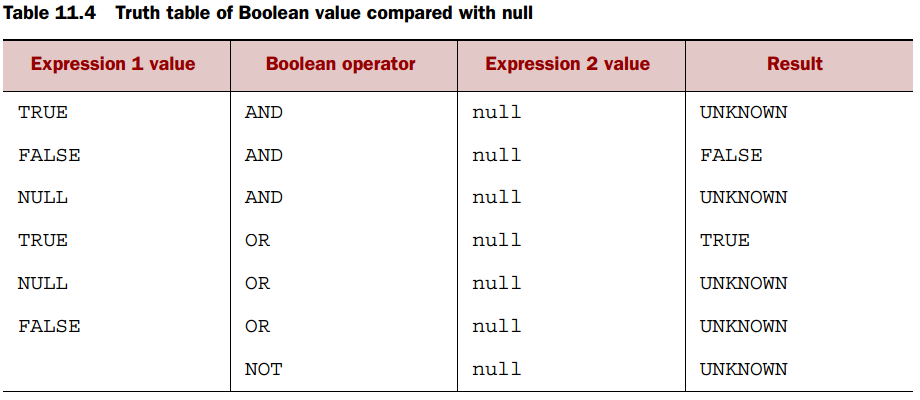 Table 11.4 Truth table of Boolean value compared with null
Expression 1 value Boolean operator Expression 2 value Result
TRUE AND null UNKNOWN
FALSE AND null FALSE
NULL AND null UNKNOWN
TRUE OR null TRUE
NULL OR null UNKNOWN
FALSE OR null UNKNOWN
NOT null UNKNOWN